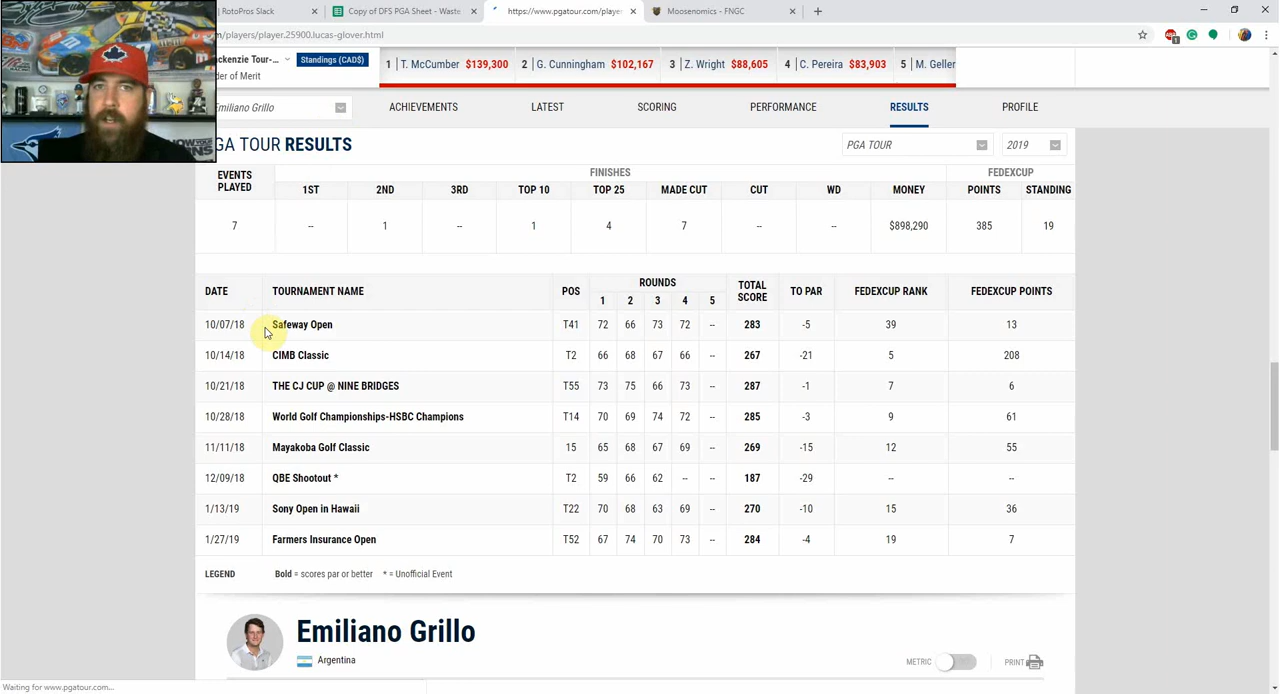 RotoPros Slack
Copy of DFS PGA Sheet - Waste
https://www.pgatour.com/player
Moosenomics - FNGC
om/players/player.25900.lucas-glover.html
ackenzie Tour-...
der of Merit
Standings (CAD$)
1 T. McCumber $139,300 2 G. Cunningham $102,167 3 Z. Wright $88,605 4 C. Pereira $83,903 5 M. Geller
Emiliano Grillo
ACHIEVEMENTS LATEST SCORING PERFORMANCE RESULTS PROFILE
GA TOUR RESULTS
PGA TOUR 2019
EVENTS PLAYED FINISHES FEDEXCUP
1ST 2ND 3RD TOP 10 TOP 25 MADE CUT CUT WD MONEY POINTS STANDING
7 -- 1 -- 1 4 7 -- -- $898,290 385 19
DATE TOURNAMENT NAME POS ROUNDS TOTAL SCORE TO PAR FEDEXCUP RANK FEDEXCUP POINTS
1 2 3 4 5
10/07/18 Safeway Open T41 72 66 73 72 -- 283 -5 39 13
10/14/18 CIMB Classic T2 66 68 67 66 -- 267 -21 5 208
10/21/18 THE CJ CUP @ NINE BRIDGES T55 73 75 66 73 -- 287 -1 7 6
10/28/18 World Golf Championships-HSBC Champions T14 70 69 74 72 -- 285 -3 9 61
11/11/18 Mayakoba Golf Classic 15 65 68 67 69 -- 269 -15 12 55
12/09/18 QBE Shootout * T2 59 66 62 -- -- 187 -29 -- --
1/13/19 Sony Open in Hawaii T22 70 68 63 69 -- 270 -10 15 36
1/27/19 Farmers Insurance Open T52 67 74 70 73 -- 284 -4 19 7
LEGEND Bold = scores par or better * = Unofficial Event
Emiliano Grillo
Argentina
METRIC PRINT
Waiting for www.pgatour.com...